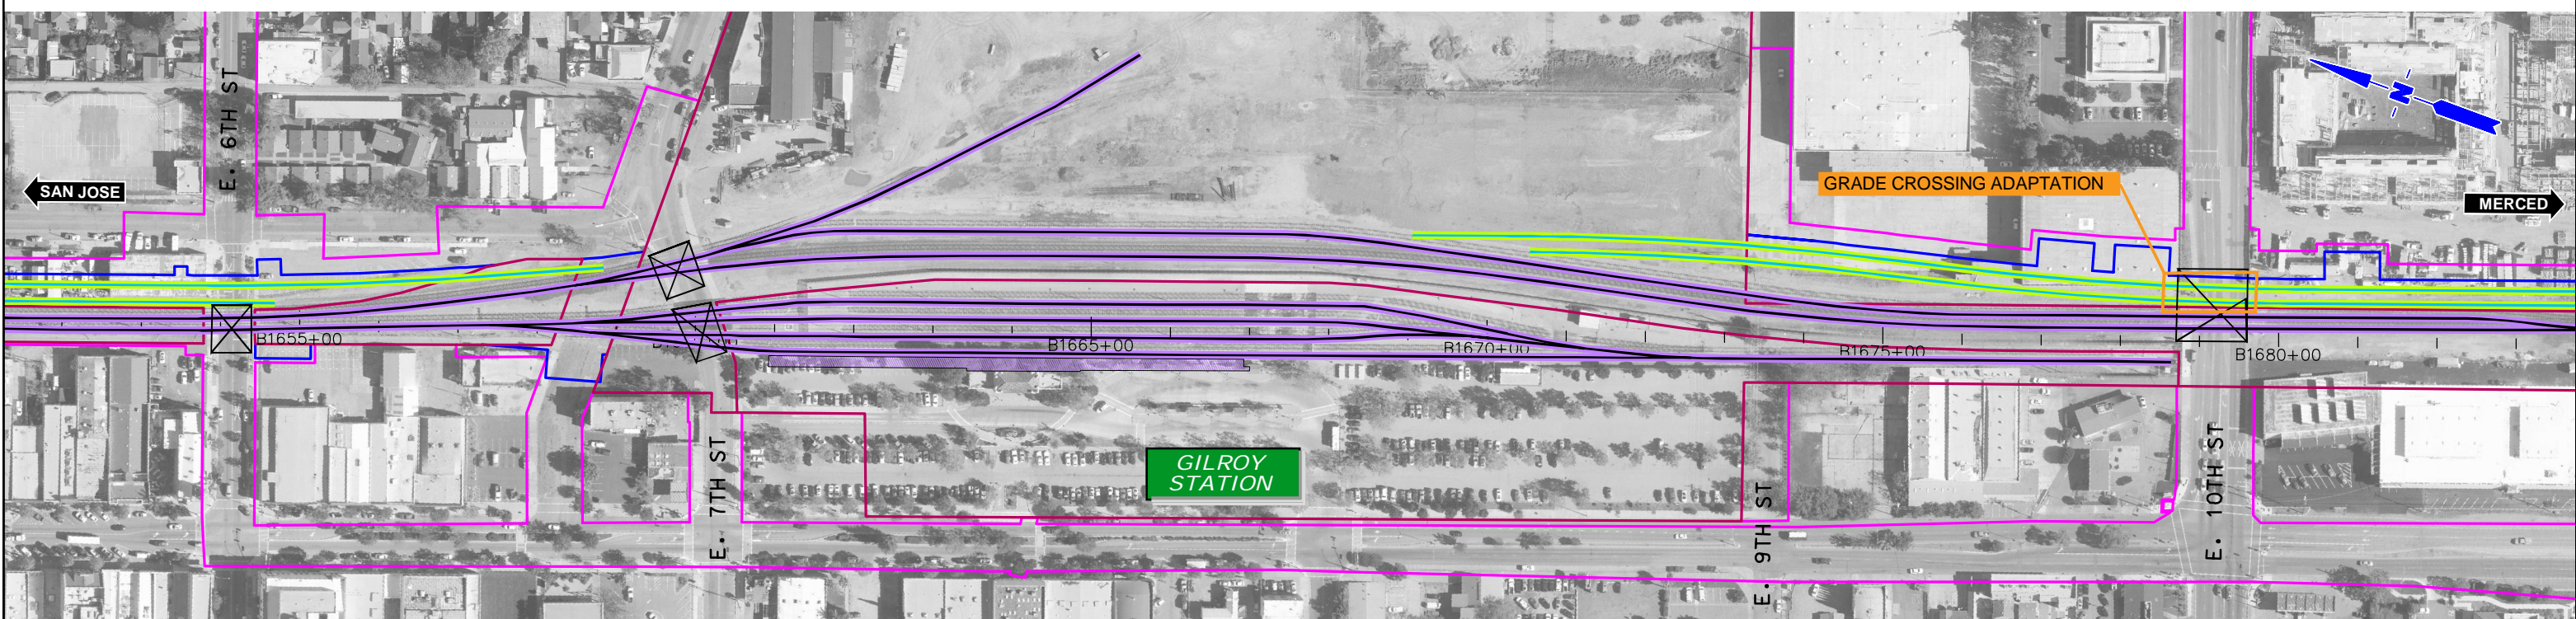 E. 6TH ST
SAN JOSE
GRADE CROSSING ADAPTATION
N
MERCED
B1655+00
B1665+00
B1670+00
B1675+00
B1680+00
E. 7TH ST
GILROY
STATION
E. 9TH ST
E. 10TH ST